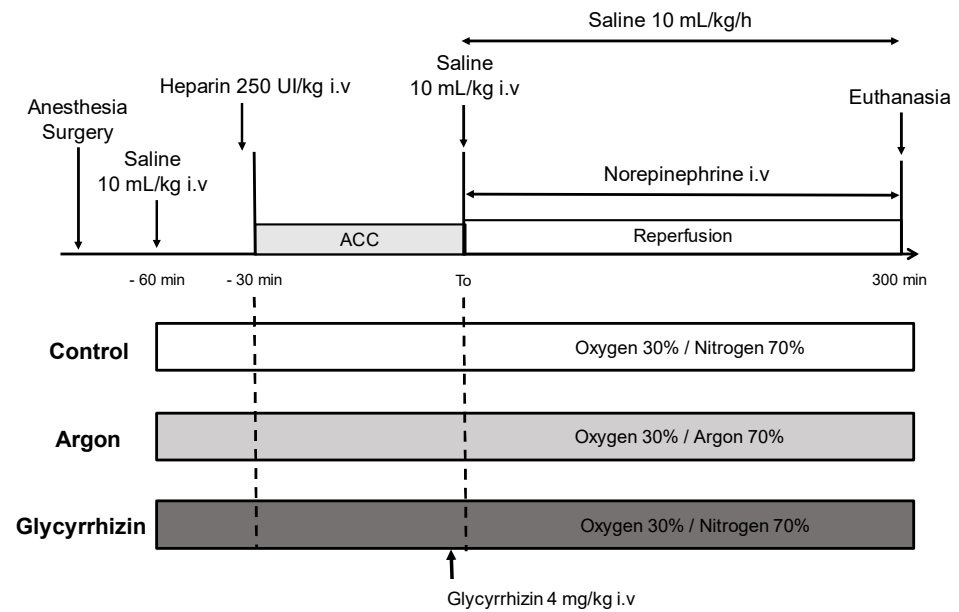 Saline 10 mL/kg/h
Saline
10 mL/kg i.v
Heparin 250 UI/kg i.v
Euthanasia
Anesthesia
Surgery
Saline
10 mL/kg i.v
Norepinephrine i.v
ACC
Reperfusion
- 60 min
- 30 min
To
300 min
Control
Oxygen 30% / Nitrogen 70%
Argon
Oxygen 30% / Argon 70%
Glycyrrhizin
Oxygen 30% / Nitrogen 70%
Glycyrrhizin 4 mg/kg i.v